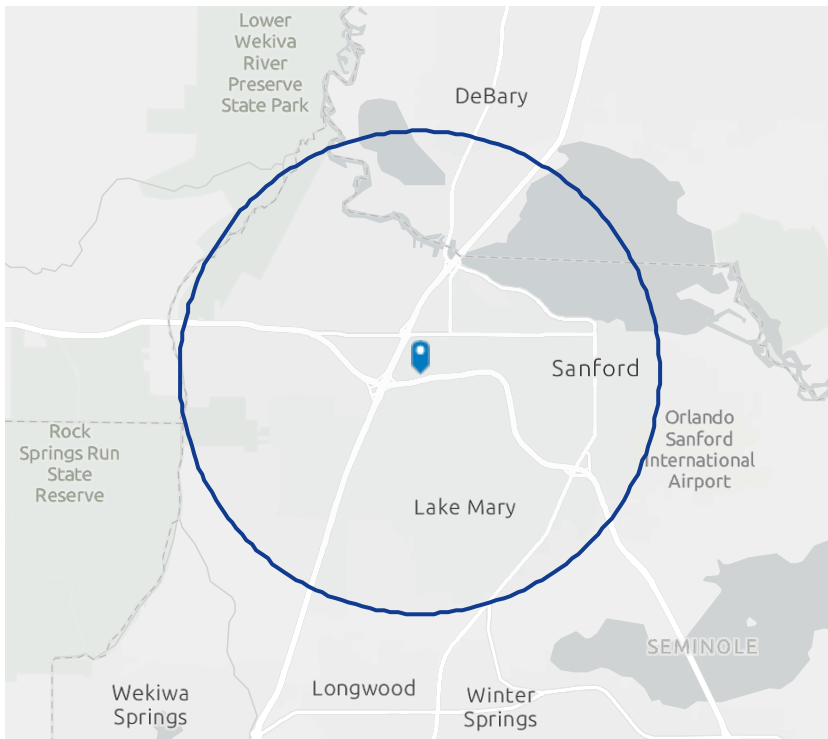 Lower
Wekiva
River
Preserve
State Park
DeBary
Sanford
Orlando
Sanford
International
Airport
Rock
Springs Run
State
Reserve
Lake Mary
SEMINOLE
Wekiwa
Springs
Longwood
Winter
Springs